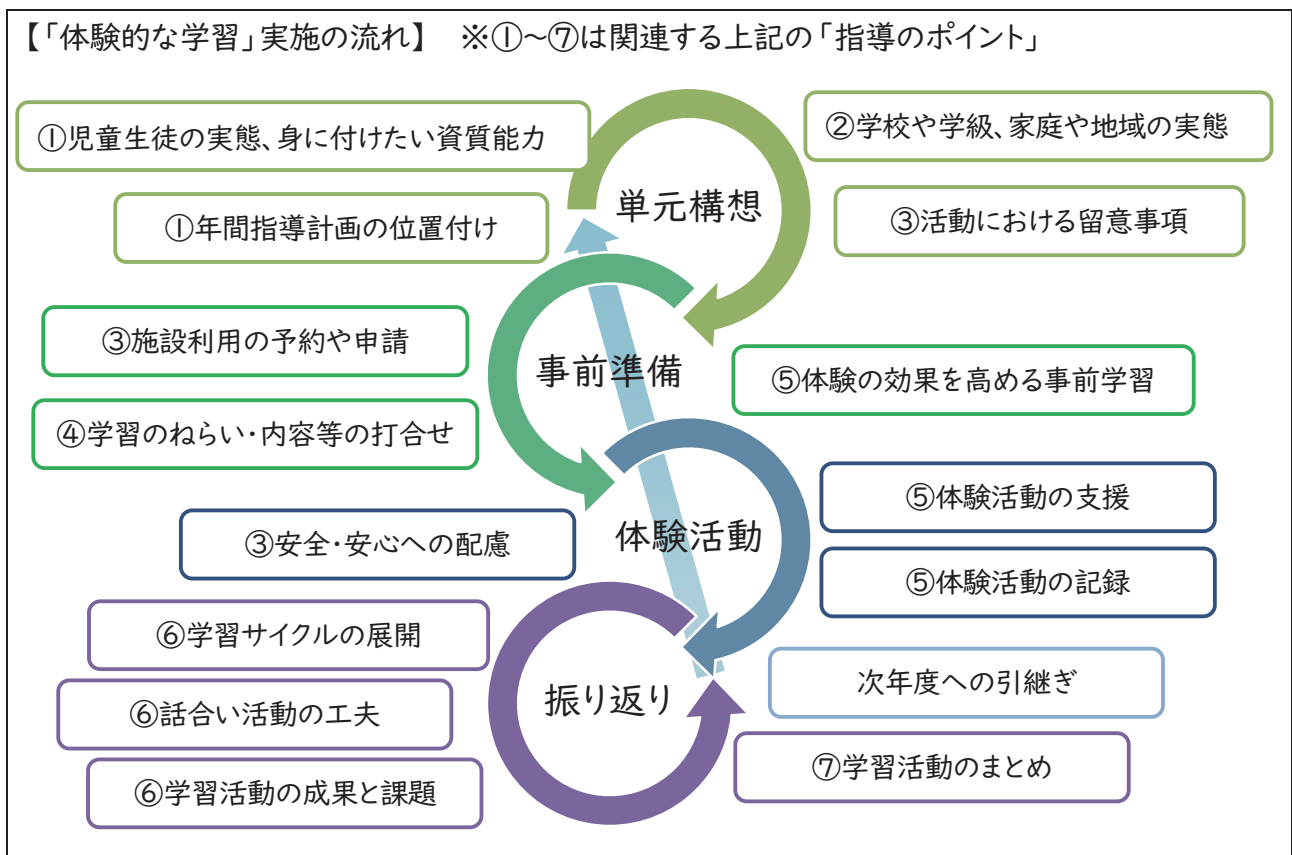 【「体験的な学習」実施の流れ】 ※①~⑦は関連する上記の「指導のポイント」
①児童生徒の実態、身に付けたい資質能力
②学校や学級、家庭や地域の実態
単元構想
①年間指導計画の位置付け
③活動における留意事項
③施設利用の予約や申請
事前準備
⑤体験の効果を高める事前学習
④学習のねらい・内容等の打合せ
⑤体験活動の支援
③安全・安心への配慮
体験活動
⑤体験活動の記録
⑥学習サイクルの展開
次年度への引継ぎ
振り返り
⑥話合い活動の工夫
⑦学習活動のまとめ
⑥学習活動の成果と課題